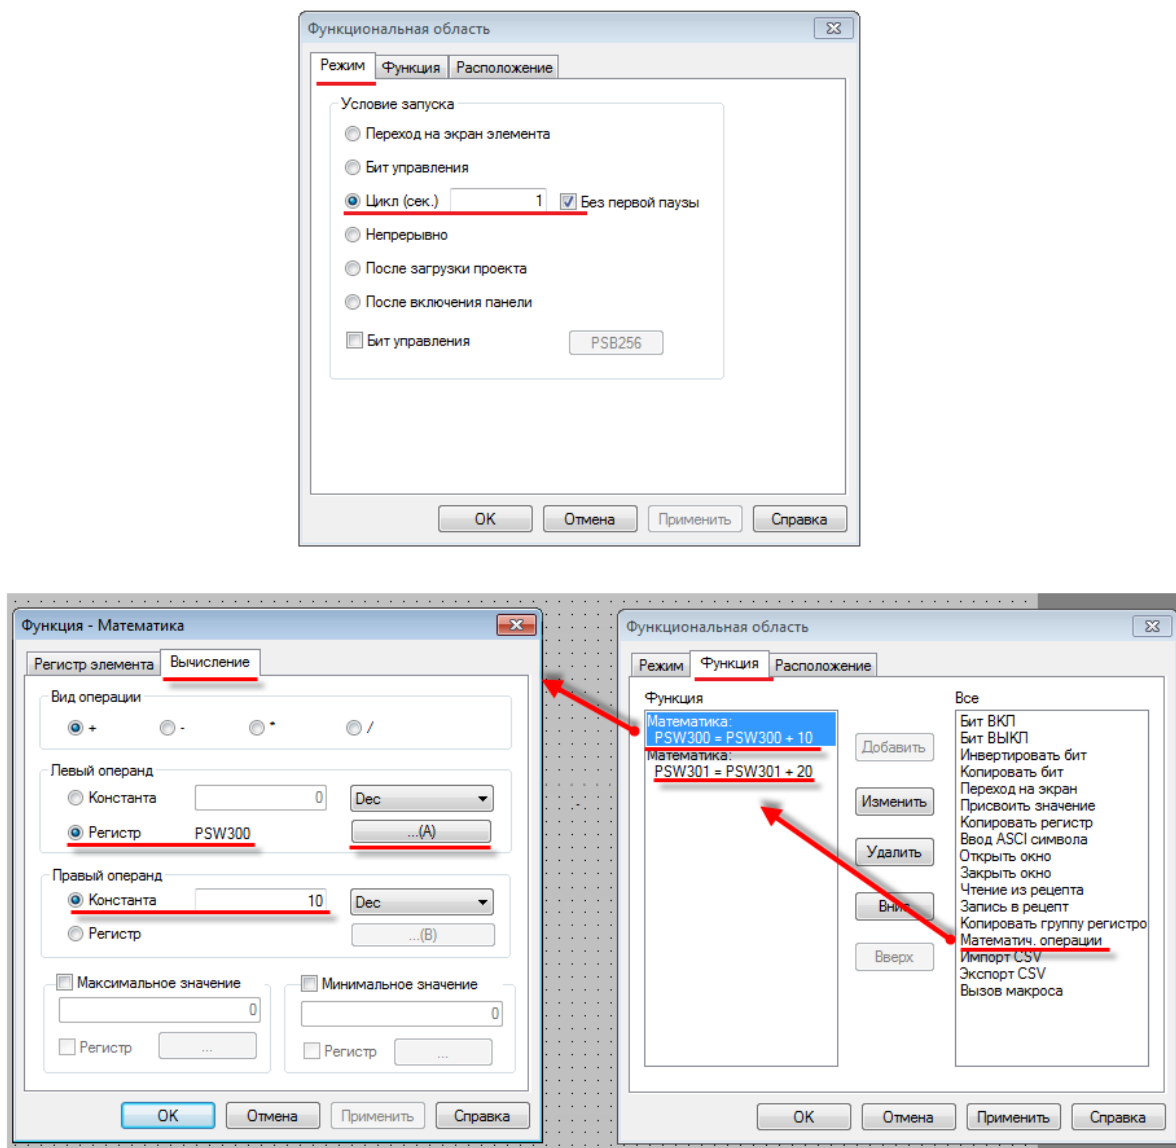 Функциональная область
Режим Функция Расположение
Условие запуска
Переход на экран элемента
Бит управления
Цикл (сек.) 1 Без первой паузы
Непрерывно
После загрузки проекта
После включения панели
Бит управления PSB256
OK Отмена Применить Справка
Функция - Математика
Регистр элемента Вычисление
Вид операции
+ - * /
Левый операнд
Константа 0 Dec
Регистр PSW300 ...(A)
Правый операнд
Константа 10 Dec
Регистр ...(B)
Максимальное значение
0
Регистр ...
Минимальное значение
0
Регистр ...
OK Отмена Применить Справка
Функциональная область
Режим Функция Расположение
Функция
Математика:
PSW300 = PSW300 + 10
Математика:
PSW301 = PSW301 + 20
Добавить
Изменить
Удалить
Вниз
Вверх
Все
Бит ВКЛ
Бит ВЫКЛ
Инвертировать бит
Копировать бит
Переход на экран
Присвоить значение
Копировать регистр
Ввод ASCI символа
Открыть окно
Закрыть окно
Чтение из рецепта
Запись в рецепт
Копировать группу регистро
Математич. операции
Импорт CSV
Экспорт CSV
Вызов макроса
OK Отмена Применить Справка